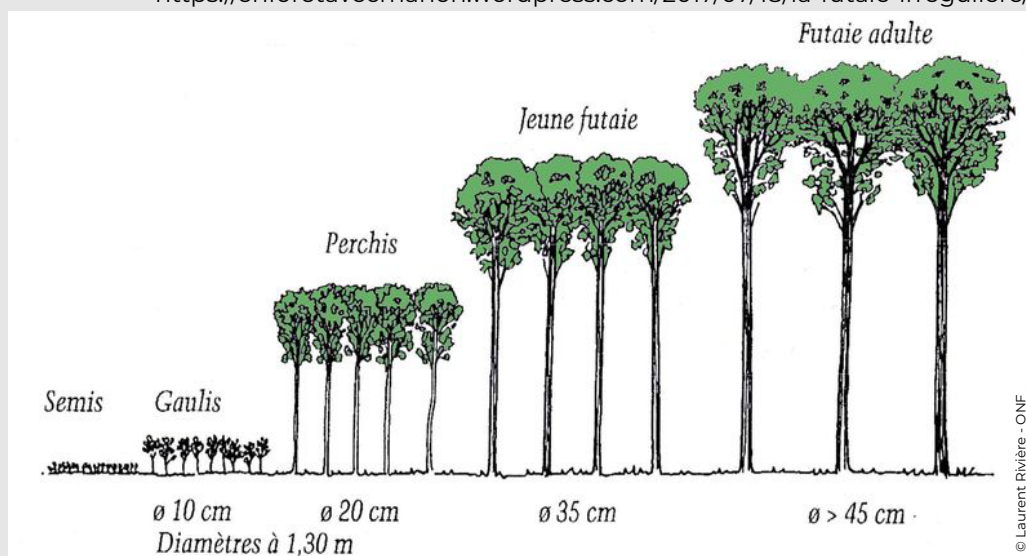 Futaie adulte
Jeune futaie
Perchis
Semis
Gaulis
ø 10 cm
ø 20 cm
ø 35 cm
ø > 45 cm
Diamètres à 1,30 m
© Laurent Rivière - ONF